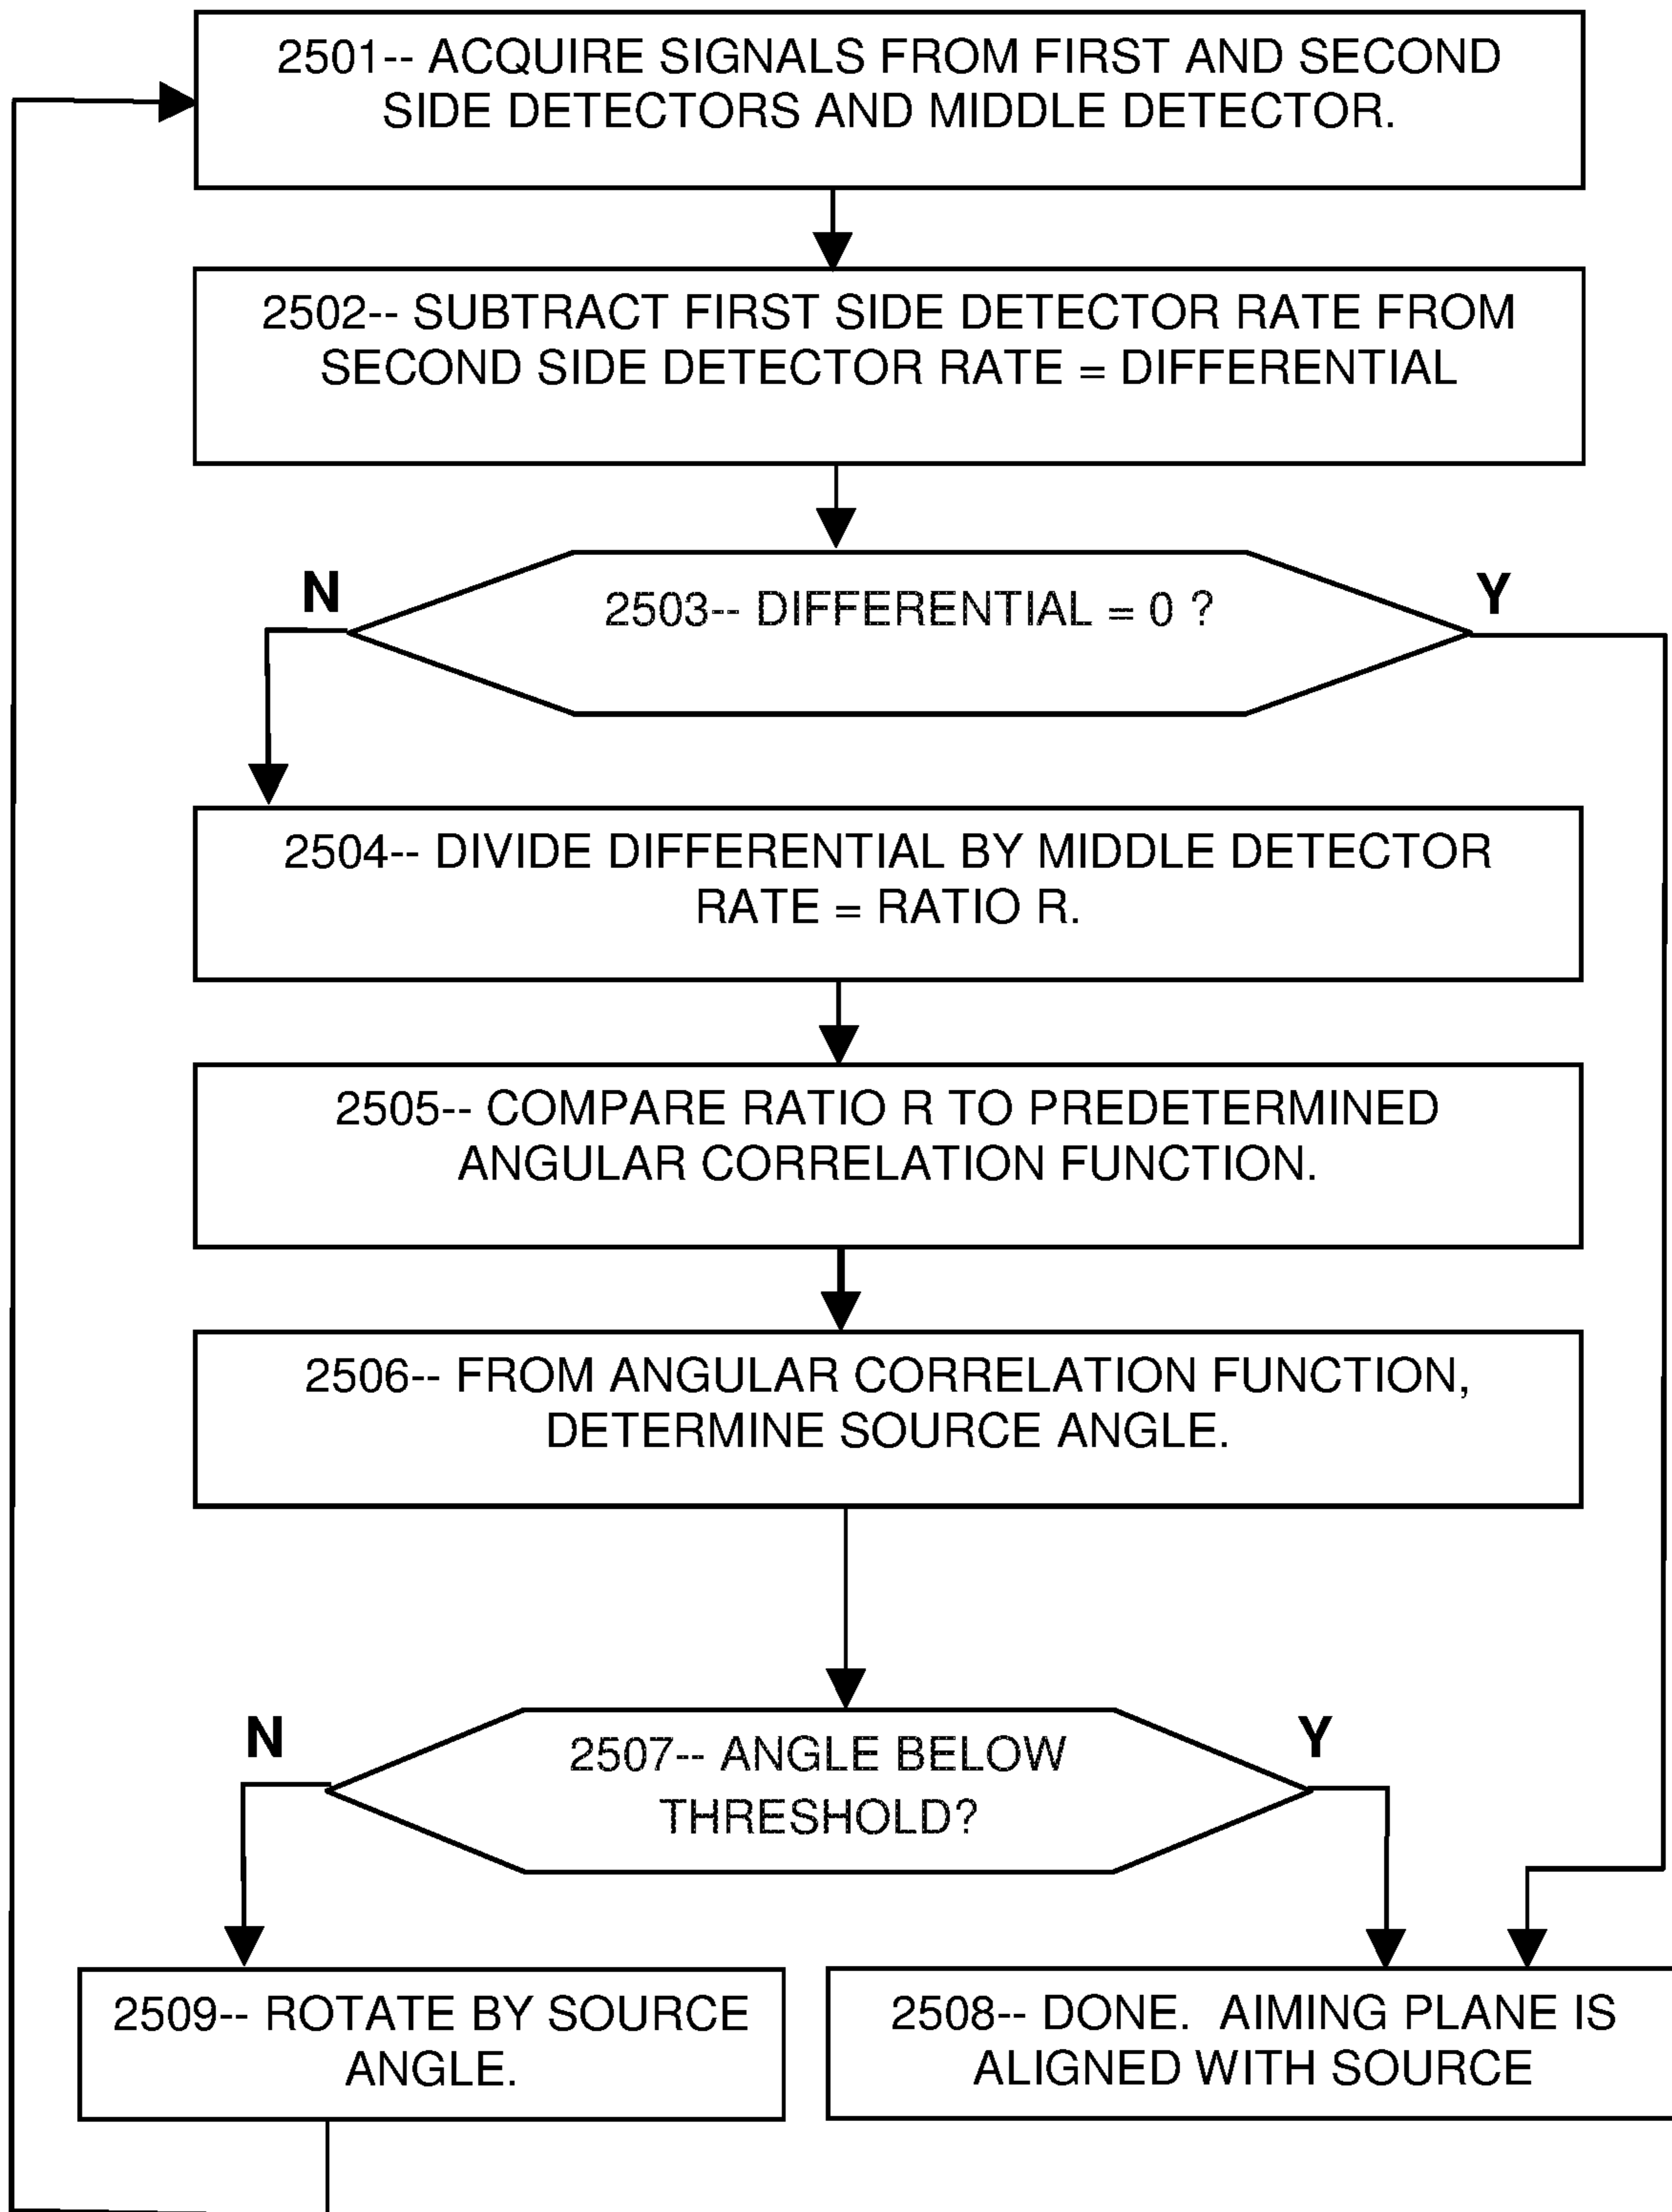 2501-- ACQUIRE SIGNALS FROM FIRST AND SECOND
SIDE DETECTORS AND MIDDLE DETECTOR.
2502-- SUBTRACT FIRST SIDE DETECTOR RATE FROM
SECOND SIDE DETECTOR RATE = DIFFERENTIAL
N
2503-- DIFFERENTIAL = 0 ?
Y
2504-- DIVIDE DIFFERENTIAL BY MIDDLE DETECTOR
RATE = RATIO R.
2505-- COMPARE RATIO R TO PREDETERMINED
ANGULAR CORRELATION FUNCTION.
2506-- FROM ANGULAR CORRELATION FUNCTION,
DETERMINE SOURCE ANGLE.
N
2507-- ANGLE BELOW
THRESHOLD?
Y
2509-- ROTATE BY SOURCE
ANGLE.
2508-- DONE. AIMING PLANE IS
ALIGNED WITH SOURCE